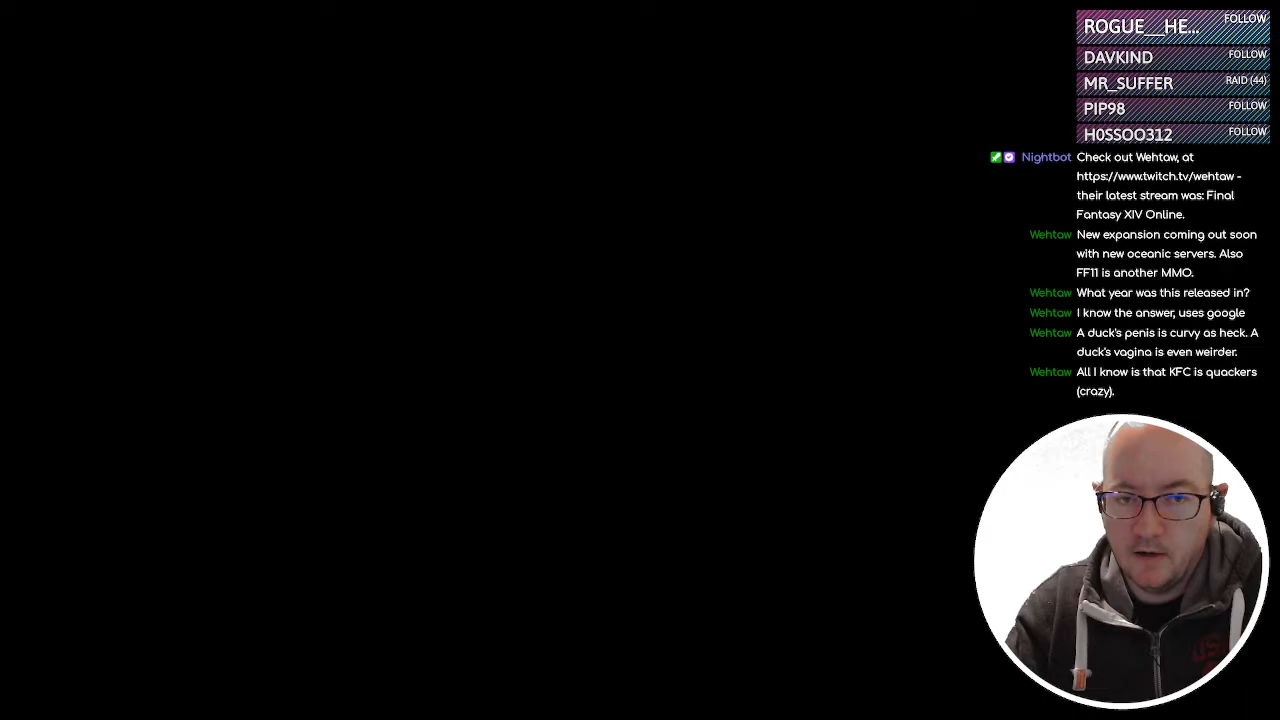 ROGUE__HE... FOLLOW
DAVKIND FOLLOW
MR_SUFFER RAID (44)
PIP98 FOLLOW
H0SSOO312 FOLLOW
Nightbot Check out Wehtaw, at
https://www.twitch.tv/wehtaw -
their latest stream was: Final
Fantasy XIV Online.
Wehtaw New expansion coming out soon
with new oceanic servers. Also
FF11 is another MMO.
Wehtaw What year was this released in?
Wehtaw I know the answer, uses google
Wehtaw A duck's penis is curvy as heck. A
duck's vagina is even weirder.
Wehtaw All I know is that KFC is quackers
(crazy).